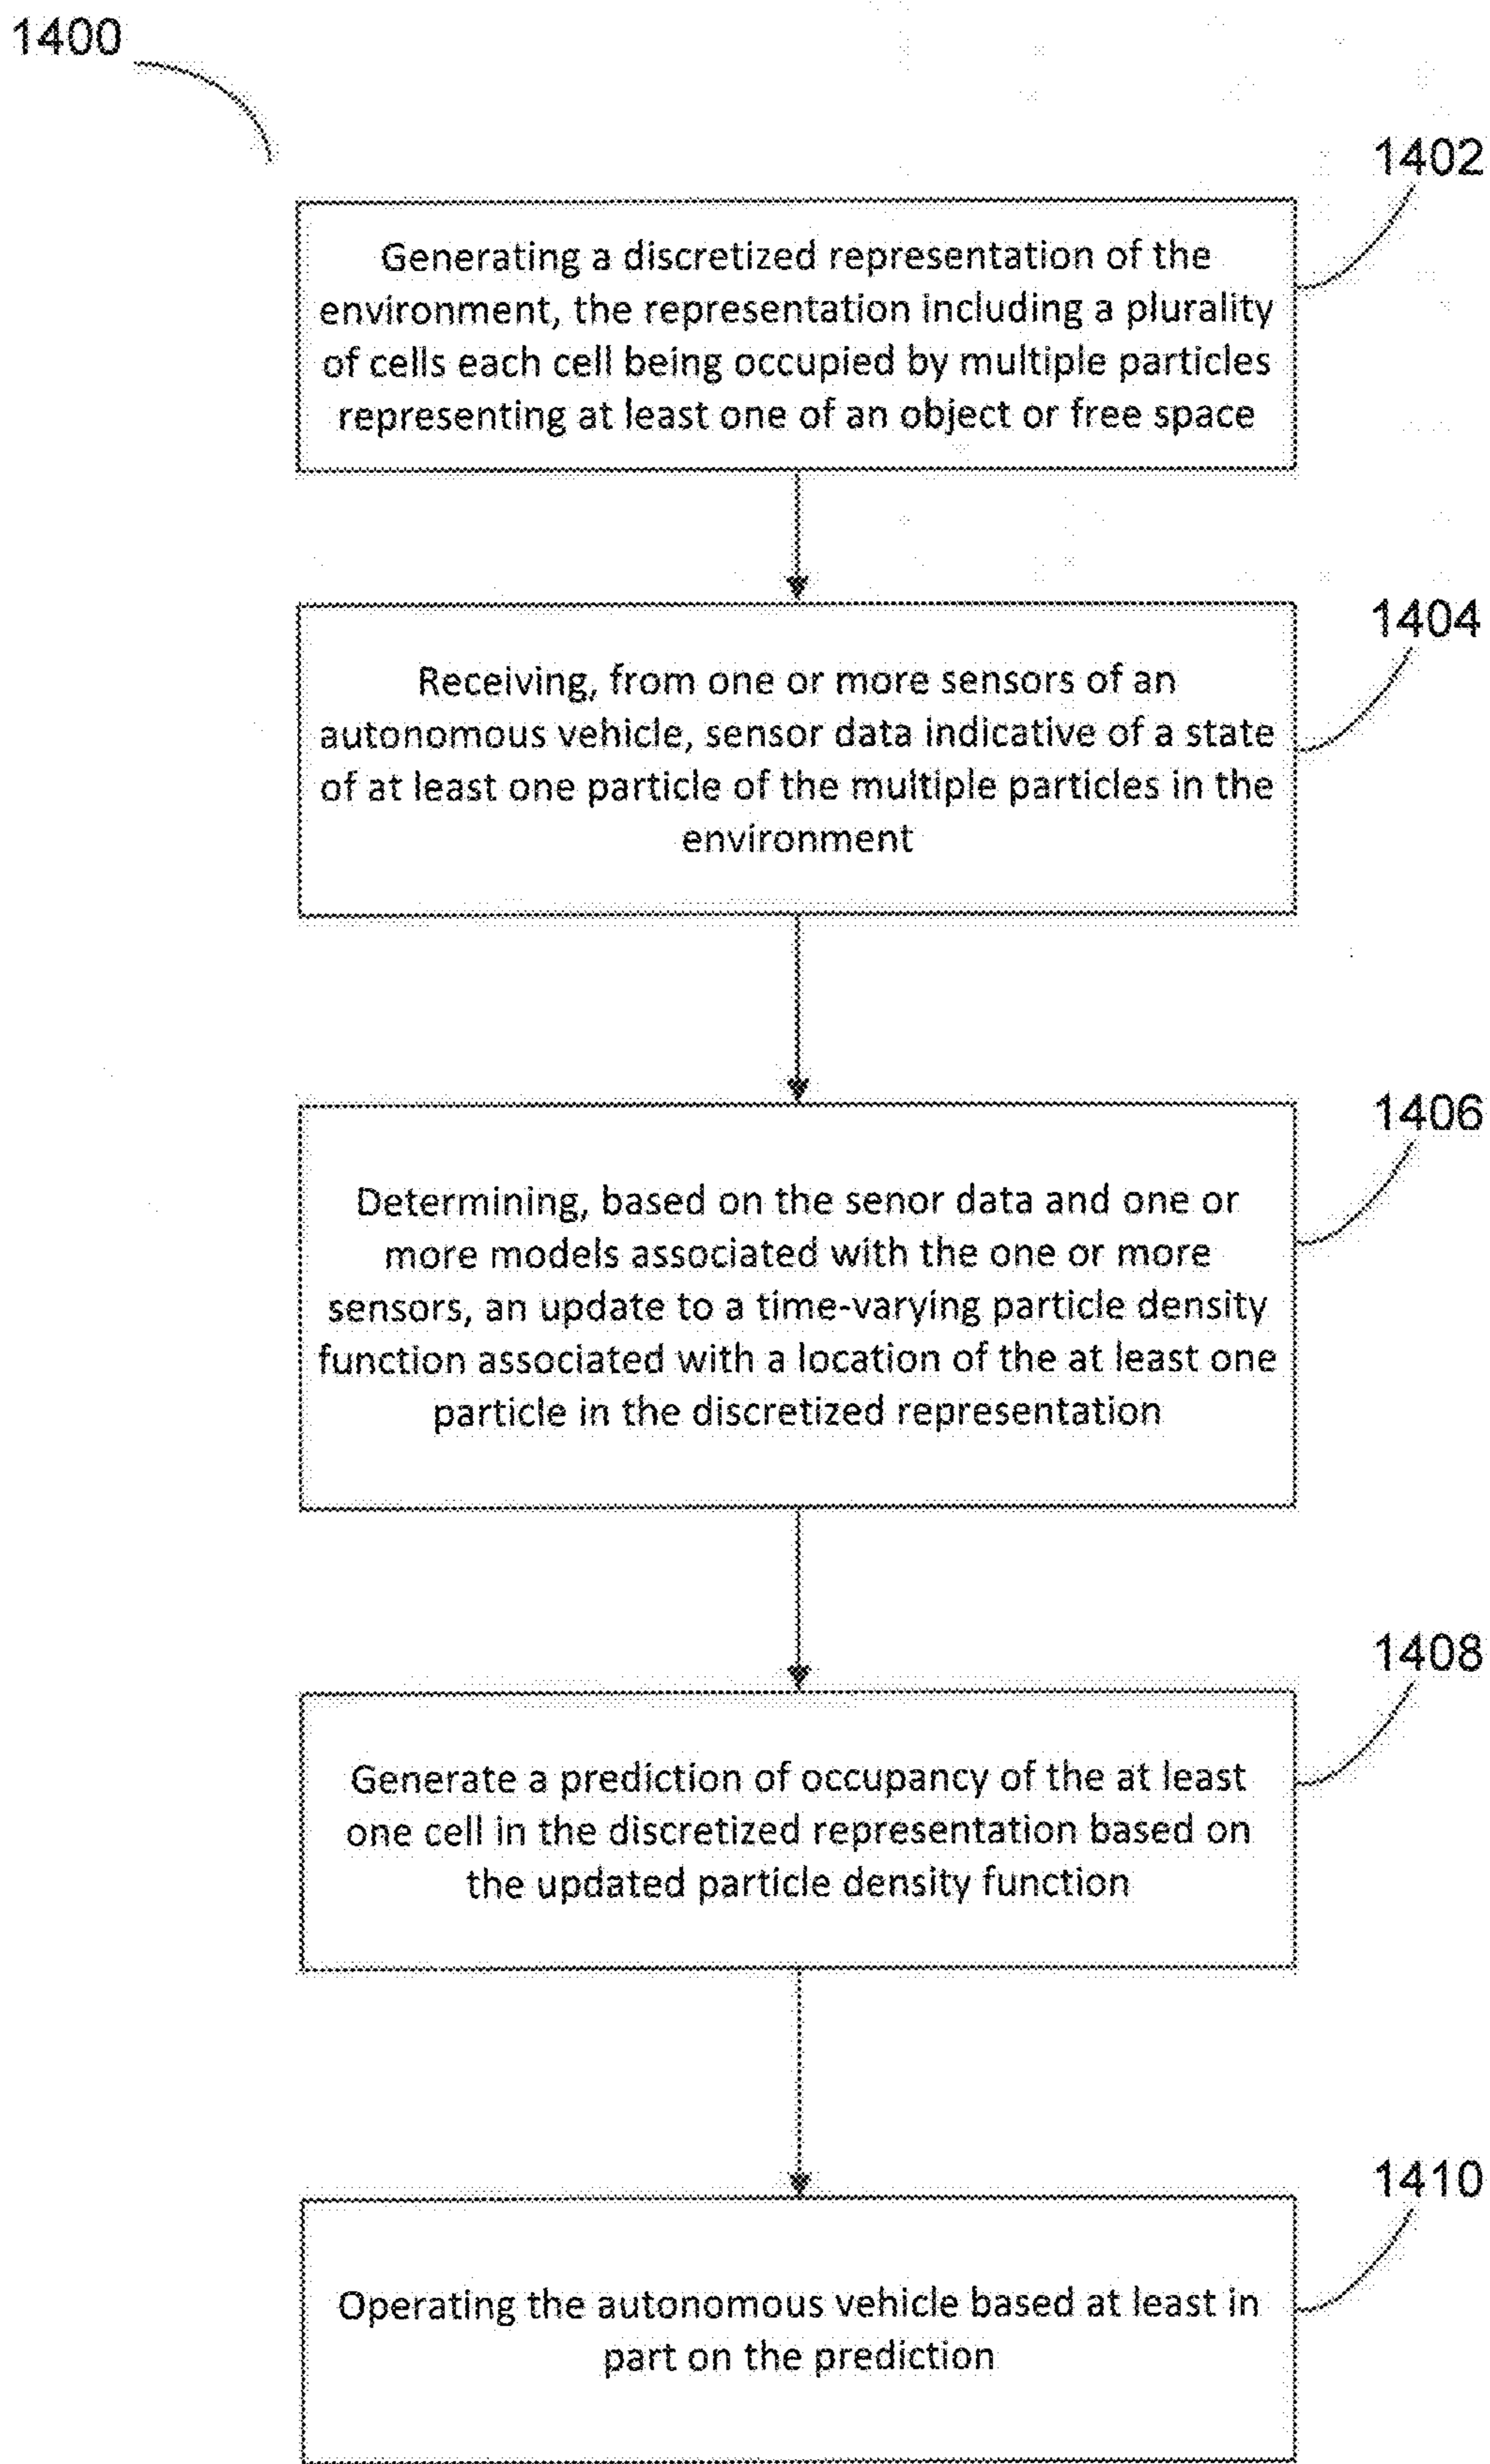 1400
1402
Generating a discretized representation of the
environment, the representation including a plurality
of cells each cell being occupied by multiple particles
representing at least one of an object or free space
1404
Receiving, from one or more sensors of an
autonomous vehicle, sensor data indicative of a state
of at least one particle of the multiple particles in the
environment
1406
Determining, based on the senor data and one or
more models associated with the one or more
sensors, an update to a time-varying particle density
function associated with a location of the at least one
particle in the discretized representation
1408
Generate a prediction of occupancy of the at least
one cell in the discretized representation based on
the updated particle density function
1410
Operating the autonomous vehicle based at least in
part on the prediction